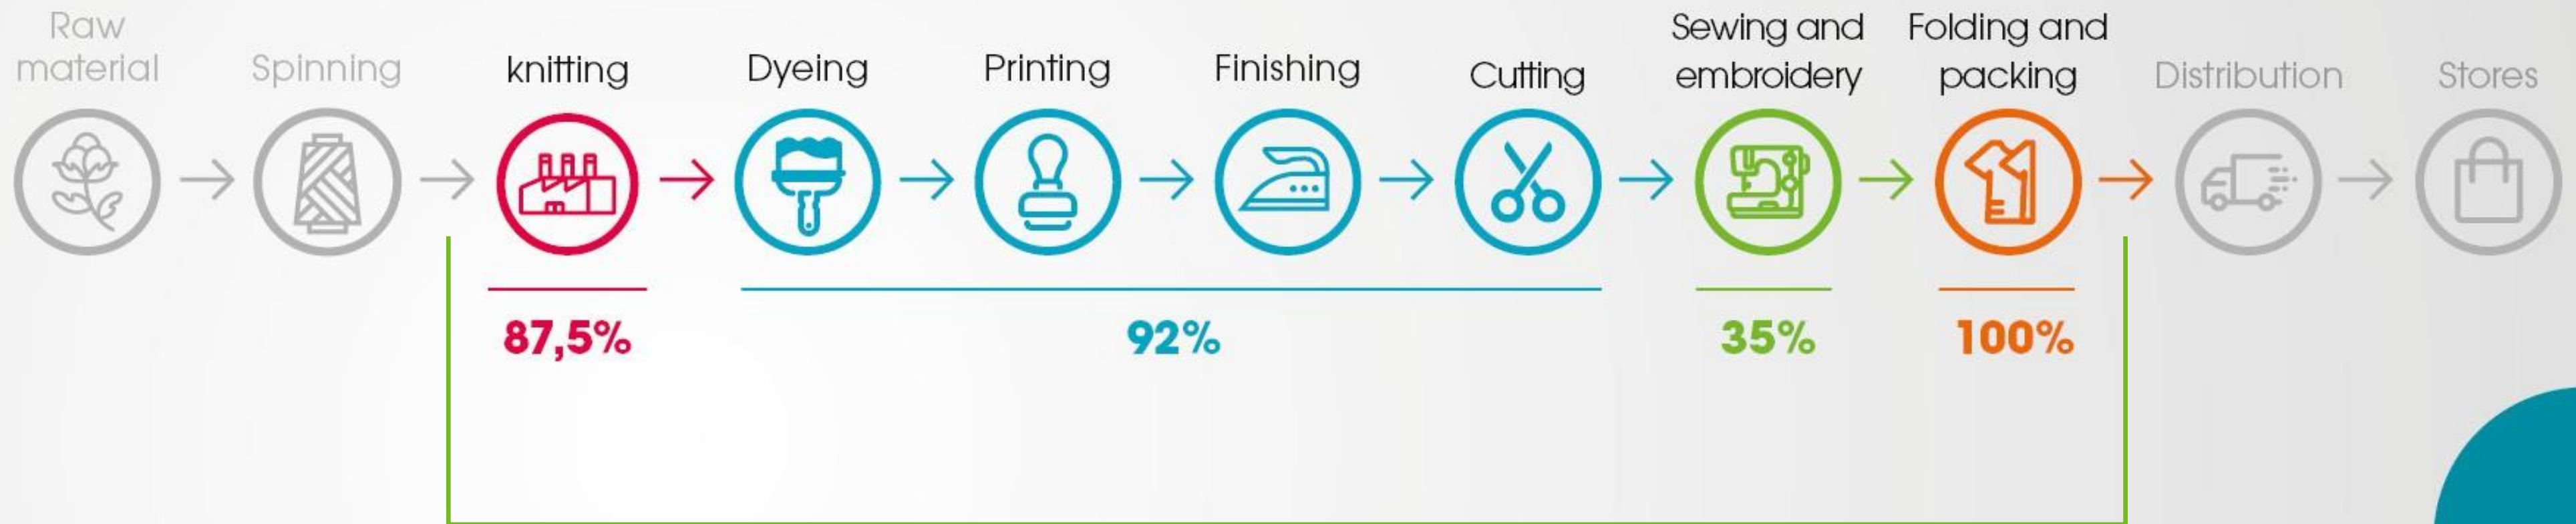 Raw
material
Spinning
knitting
Dyeing
Printing
Finishing
Cutting
Sewing and
embroidery
Folding and
packing
Distribution
Stores
87,5%
92%
35%
100%